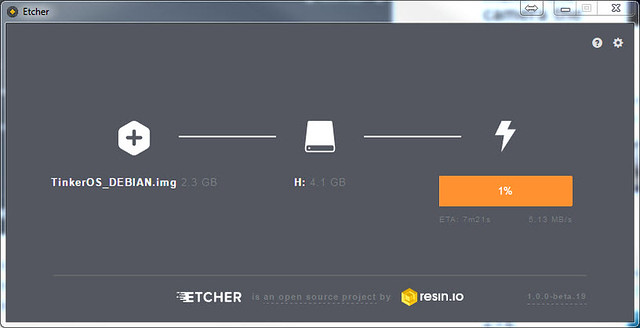 Etcher
TinkerOS_DEBIAN.img 2.3 GB
H: 4.1 GB
1%
ETA: 7m21s
5.13 MB/s
ETCHER is an open source project by resin.io
1.0.0-beta.19